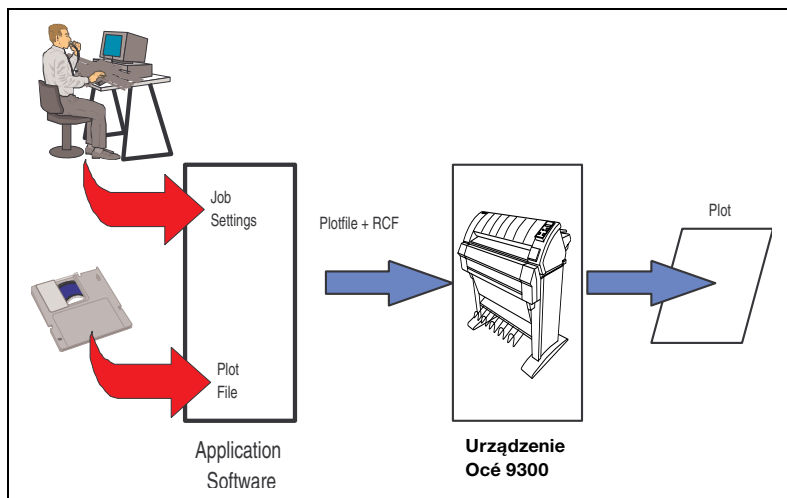 Job
Settings
Plotfile + RCF
Plot
Plot
File
Application
Software
Urządzenie
Océ 9300